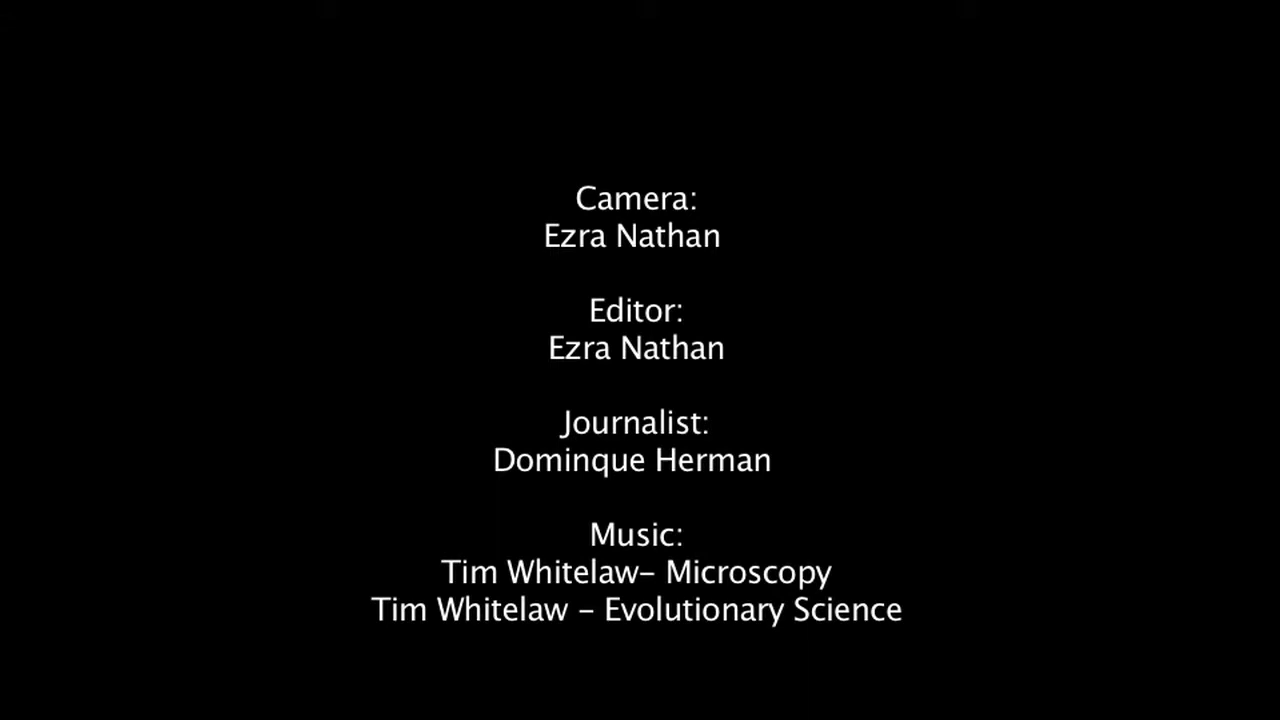 Camera:
Ezra Nathan
Editor:
Ezra Nathan
Journalist:
Dominque Herman
Music:
Tim Whitelaw– Microscopy
Tim Whitelaw – Evolutionary Science